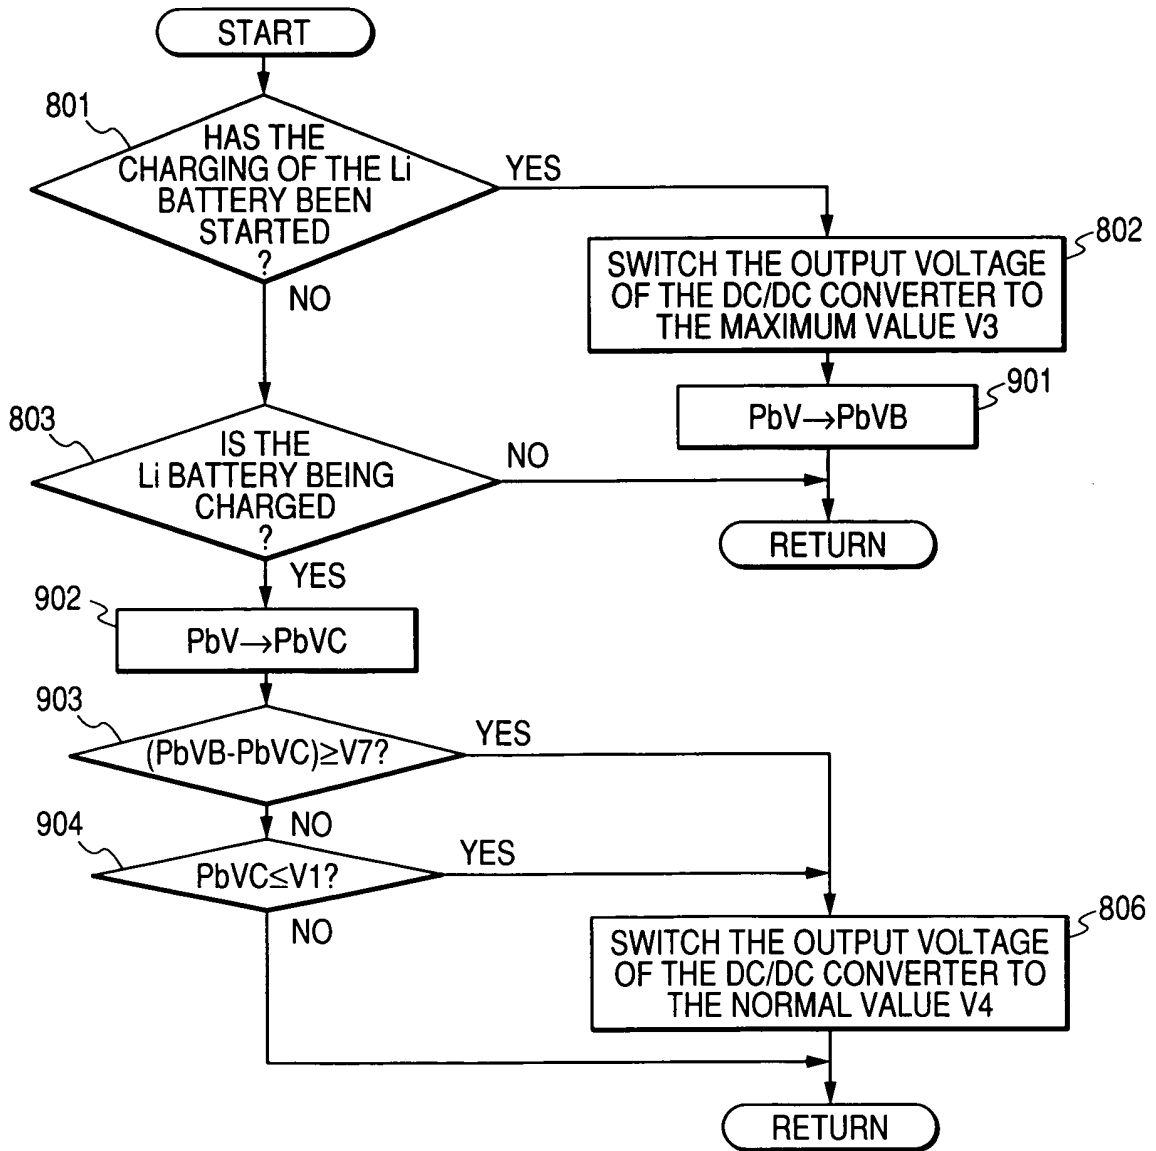 START
801
HAS THE
CHARGING OF THE Li
BATTERY BEEN
STARTED
?
YES
NO
802
SWITCH THE OUTPUT VOLTAGE
OF THE DC/DC CONVERTER TO
THE MAXIMUM VALUE V3
901
PbV→PbVB
803
IS THE
Li BATTERY BEING
CHARGED
?
NO
YES
RETURN
902
PbV→PbVC
903
(PbVB-PbVC)≥V7?
YES
NO
904
PbVC≤V1?
YES
NO
806
SWITCH THE OUTPUT VOLTAGE
OF THE DC/DC CONVERTER TO
THE NORMAL VALUE V4
RETURN